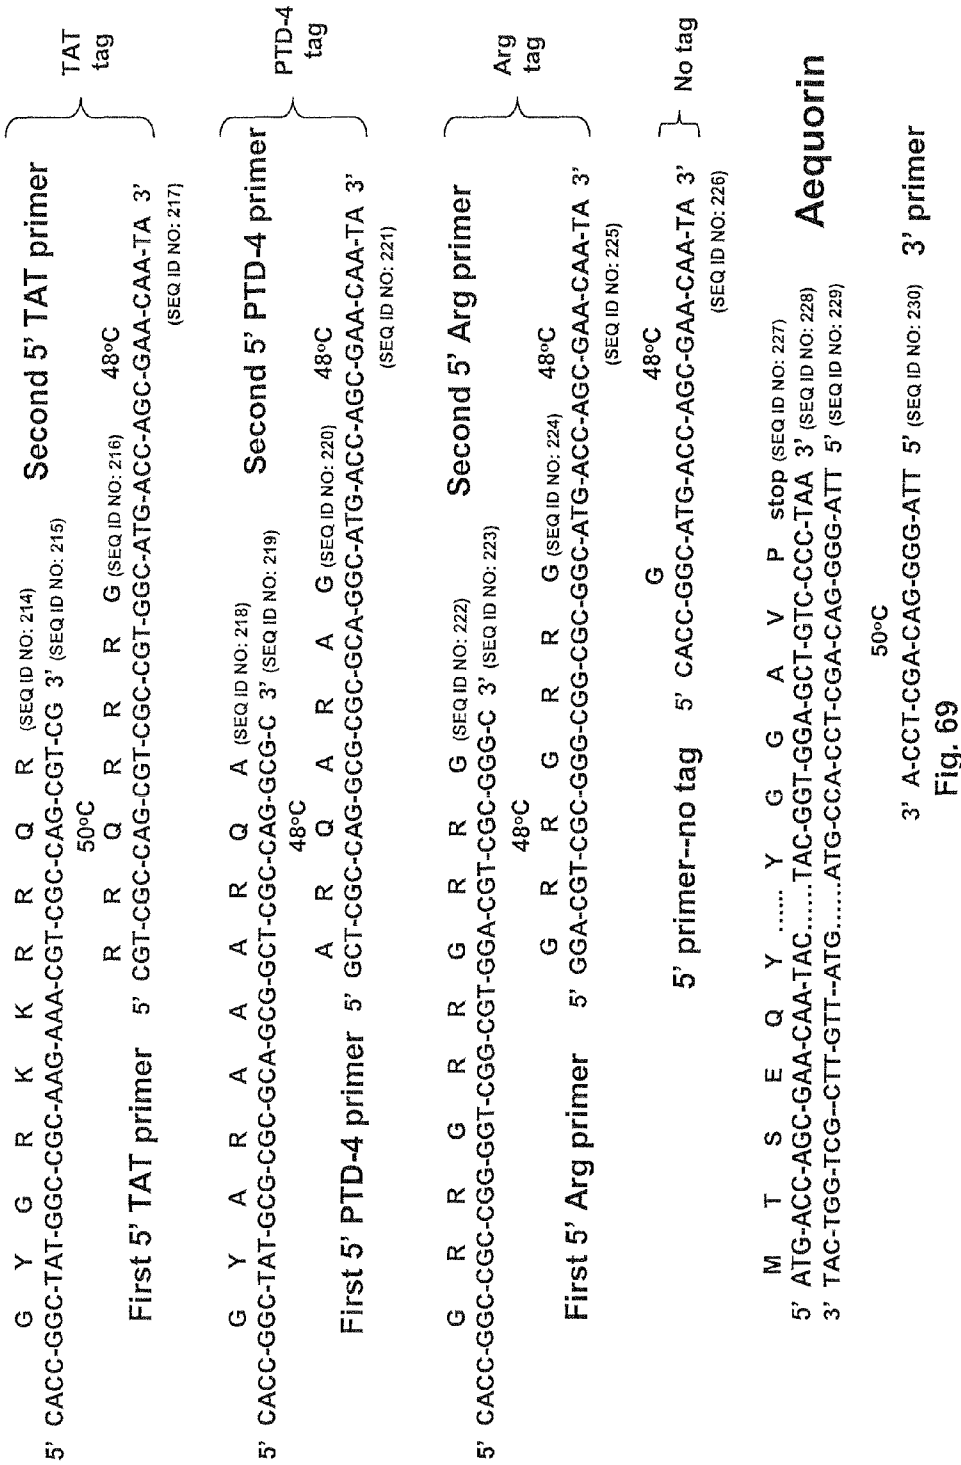 G Y G R K K R R Q R (SEQ ID NO: 214)
Second 5' TAT primer
5' CACC-GGC-TAT-GGC-CGC-AAG-AAA-CGT-CGC-CAG-CGT-CG 3' (SEQ ID NO: 215)
50°C
R R R Q R R R G (SEQ ID NO: 216)
48°C
First 5' TAT primer 5' CGT-CGC-CAG-CGT-CGC-CGT-GGC-ATG-ACC-AGC-GAA-CAA-TA 3'
(SEQ ID NO: 217)
TAT
tag
G Y A R A A A R Q A (SEQ ID NO: 218)
Second 5' PTD-4 primer
5' CACC-GGC-TAT-GCG-CGC-GCA-GCG-GCT-CGC-CAG-GCG-C 3' (SEQ ID NO: 219)
48°C
A R Q A R A G (SEQ ID NO: 220)
48°C
First 5' PTD-4 primer 5' GCT-CGC-CAG-GCG-CGC-GCA-GGC-ATG-ACC-AGC-GAA-CAA-TA 3'
(SEQ ID NO: 221)
PTD-4
tag
G R R G R R G R R G (SEQ ID NO: 222)
Second 5' Arg primer
5' CACC-GGC-CGC-CGG-GGT-CGG-CGT-GGA-CGT-CGC-GGG-C 3' (SEQ ID NO: 223)
48°C
G R R G R R G (SEQ ID NO: 224)
48°C
First 5' Arg primer 5' GGA-CGT-CGC-GGG-CGG-CGC-GGC-ATG-ACC-AGC-GAA-CAA-TA 3'
(SEQ ID NO: 225)
Arg
tag
G
48°C
5' primer--no tag 5' CACC-GGC-ATG-ACC-AGC-GAA-CAA-TA 3'
(SEQ ID NO: 226)
No tag
M T S E Q Y ...... Y G G A V P stop (SEQ ID NO: 227)
5' ATG-ACC-AGC-GAA-CAA-TAC......TAC-GGT-GGA-GCT-GTC-CCC-TAA 3' (SEQ ID NO: 228)
3' TAC-TGG-TCG--CTT-GTT--ATG......ATG-CCA-CCT-CGA-CAG-GGG-ATT 5' (SEQ ID NO: 229)
Aequorin
50°C
3' A-CCT-CGA-CAG-GGG-ATT 5' (SEQ ID NO: 230) 3' primer
Fig. 69